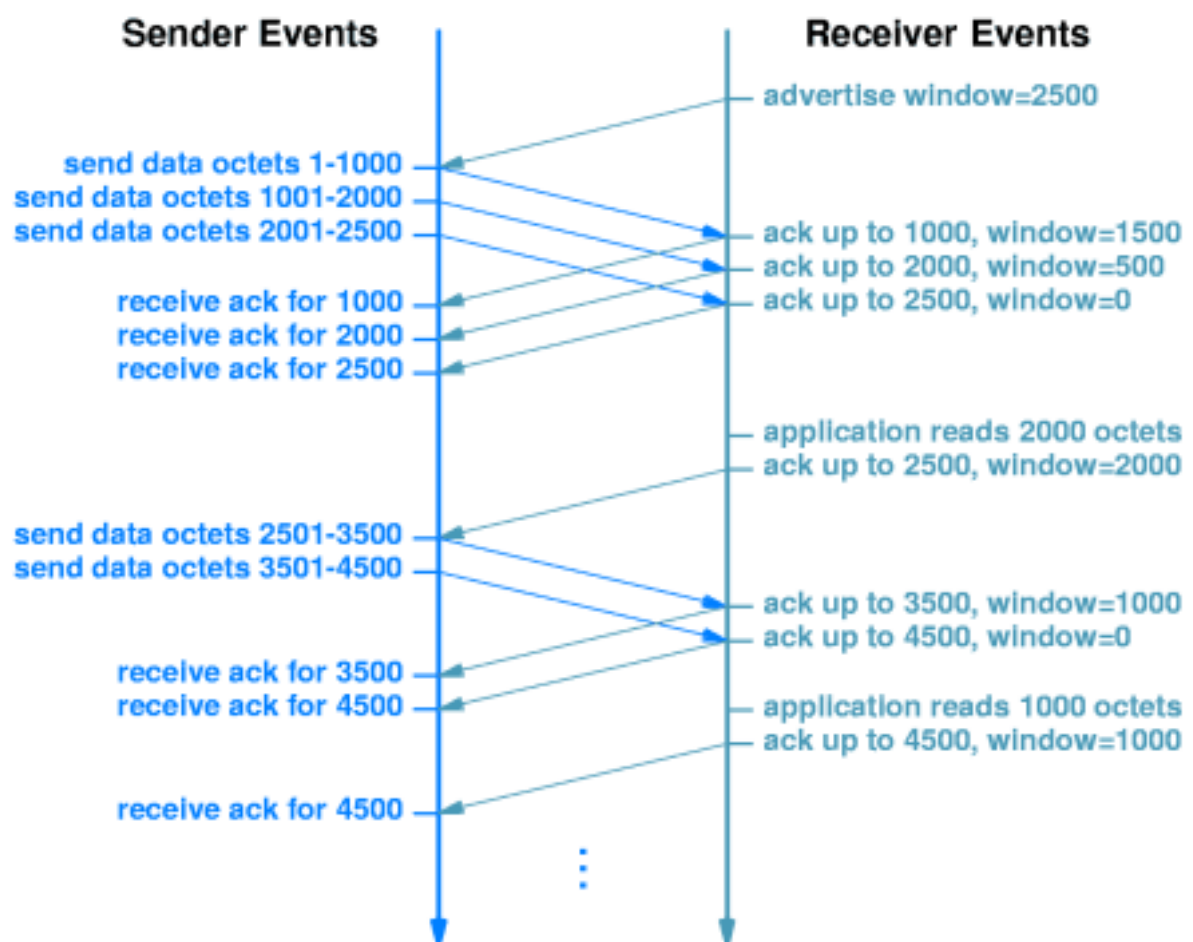 Sender Events
Receiver Events
advertise window=2500
send data octets 1-1000
send data octets 1001-2000
send data octets 2001-2500
ack up to 1000, window=1500
ack up to 2000, window=500
ack up to 2500, window=0
receive ack for 1000
receive ack for 2000
receive ack for 2500
application reads 2000 octets
ack up to 2500, window=2000
send data octets 2501-3500
send data octets 3501-4500
ack up to 3500, window=1000
ack up to 4500, window=0
receive ack for 3500
receive ack for 4500
application reads 1000 octets
ack up to 4500, window=1000
receive ack for 4500